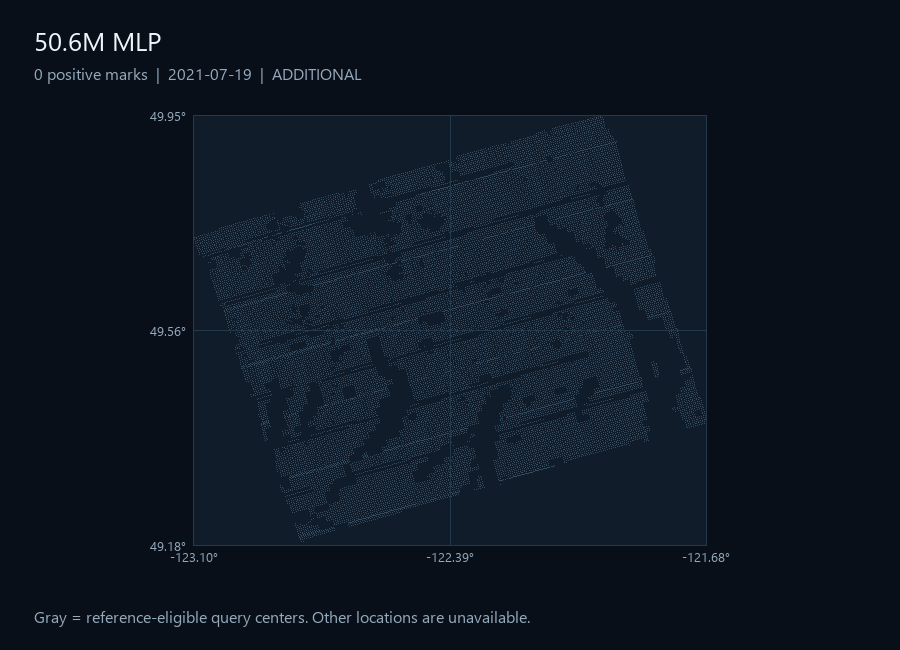 50.6M MLP
0 positive marks | 2021-07-19 | ADDITIONAL
49.95°
49.56°
49.18°
-123.10° -122.39° -121.68°
Gray = reference-eligible query centers. Other locations are unavailable.